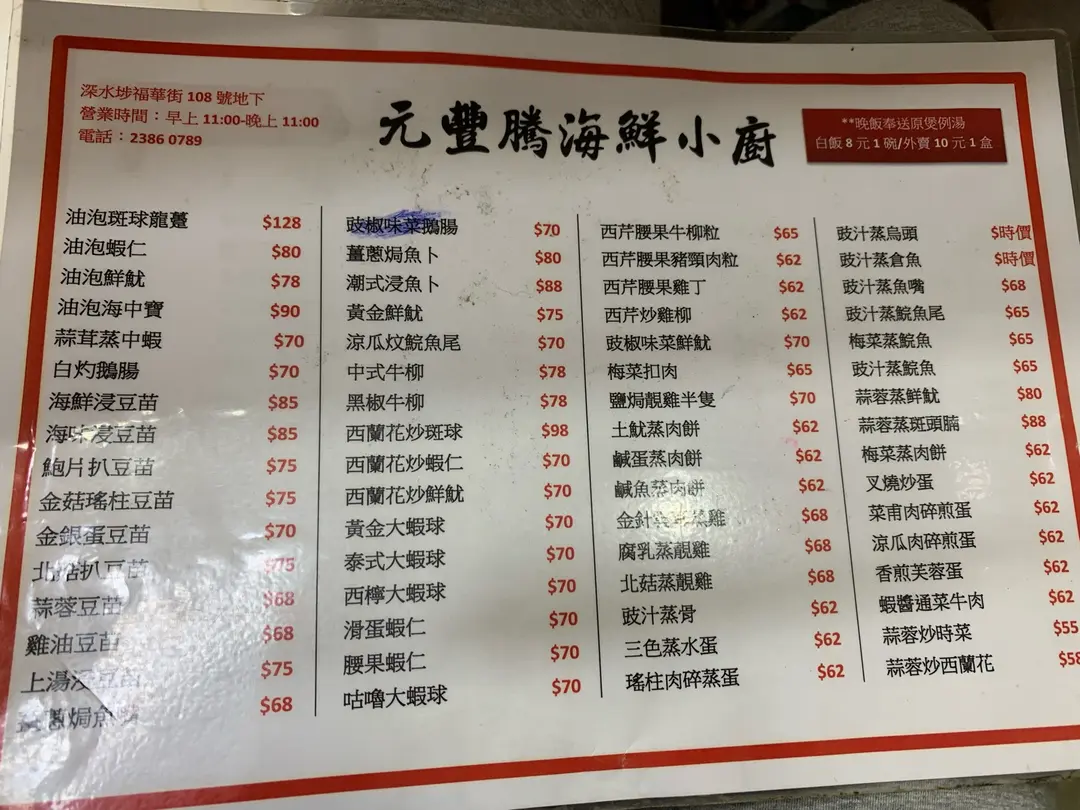 深水埗福華街 108 號地下
營業時間：早上 11:00-晚上 11:00
電話：2386 0789
元豐騰海鮮小廚
**晚飯奉送原煲例湯
白飯 8 元 1 碗/外賣 10 元 1 盒
油泡斑球龍躉 $128
油泡蝦仁 $80
油泡鮮魷 $78
油泡海中寶 $90
蒜茸蒸中蝦 $70
白灼鵝腸 $70
海鮮浸豆苗 $85
海味浸豆苗 $85
鮑片扒豆苗 $75
金菇瑤柱豆苗 $75
金銀蛋豆苗 $70
北菇扒豆苗 $75
蒜蓉豆苗 $68
雞油豆苗 $68
上湯浸豆苗 $75
蔥焗魚 $68
豉椒味菜鵝腸 $70
薑蔥焗魚卜 $80
潮式浸魚卜 $88
黃金鮮魷 $75
涼瓜炆鯇魚尾 $70
中式牛柳 $78
黑椒牛柳 $78
西蘭花炒斑球 $98
西蘭花炒蝦仁 $70
西蘭花炒鮮魷 $70
黃金大蝦球 $70
泰式大蝦球 $70
西檸大蝦球 $70
滑蛋蝦仁 $70
腰果蝦仁 $70
咕嚕大蝦球 $70
西芹腰果牛柳粒 $65
西芹腰果豬頸肉粒 $62
西芹腰果雞丁 $62
西芹炒雞柳 $62
豉椒味菜鮮魷 $70
梅菜扣肉 $65
鹽焗靚雞半隻 $70
土魷蒸肉餅 $62
鹹蛋蒸肉餅 $62
鹹魚蒸肉餅 $62
金針蒸雞 $68
腐乳蒸靚雞 $68
北菇蒸靚雞 $68
豉汁蒸骨 $62
三色蒸水蛋 $62
瑤柱肉碎蒸蛋 $62
豉汁蒸烏頭 $時價
豉汁蒸倉魚 $時價
豉汁蒸魚嘴 $68
豉汁蒸鯇魚尾 $65
梅菜蒸鯇魚 $65
豉汁蒸鯇魚 $65
蒜蓉蒸鮮魷 $80
蒜蓉蒸斑頭腩 $88
梅菜蒸肉餅 $62
叉燒炒蛋 $62
菜甫肉碎煎蛋 $62
涼瓜肉碎煎蛋 $62
香煎芙蓉蛋 $62
蝦醬通菜牛肉 $62
蒜蓉炒時菜 $55
蒜蓉炒西蘭花 $58